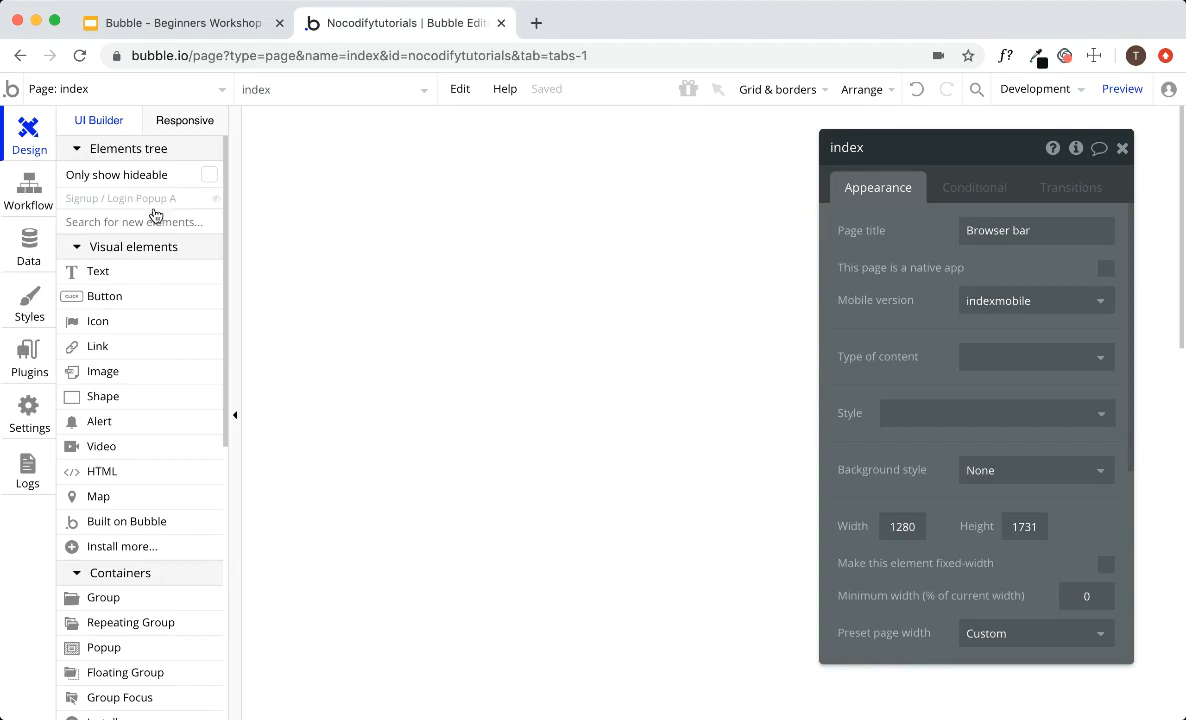 Bubble - Beginners Workshop
Nocodifytutorials | Bubble Edit
bubble.io/page?type=page&name=index&id=nocodifytutorials&tab=tabs-1
f?
T
b
Page: index
index
Edit
Help
Saved
Grid & borders
Arrange
Development
Preview
Design
Workflow
Data
Styles
Plugins
Settings
Logs
UI Builder
Responsive
Elements tree
Only show hideable
Signup / Login Popup A
Search for new elements...
Visual elements
Text
CLICK Button
Icon
Link
Image
Shape
Alert
Video
HTML
Map
Built on Bubble
Install more...
Containers
Group
Repeating Group
Popup
Floating Group
Group Focus
index
Appearance
Conditional
Transitions
Page title
Browser bar
This page is a native app
Mobile version
indexmobile
Type of content
Style
Background style
None
Width
1280
Height
1731
Make this element fixed-width
Minimum width (% of current width)
0
Preset page width
Custom